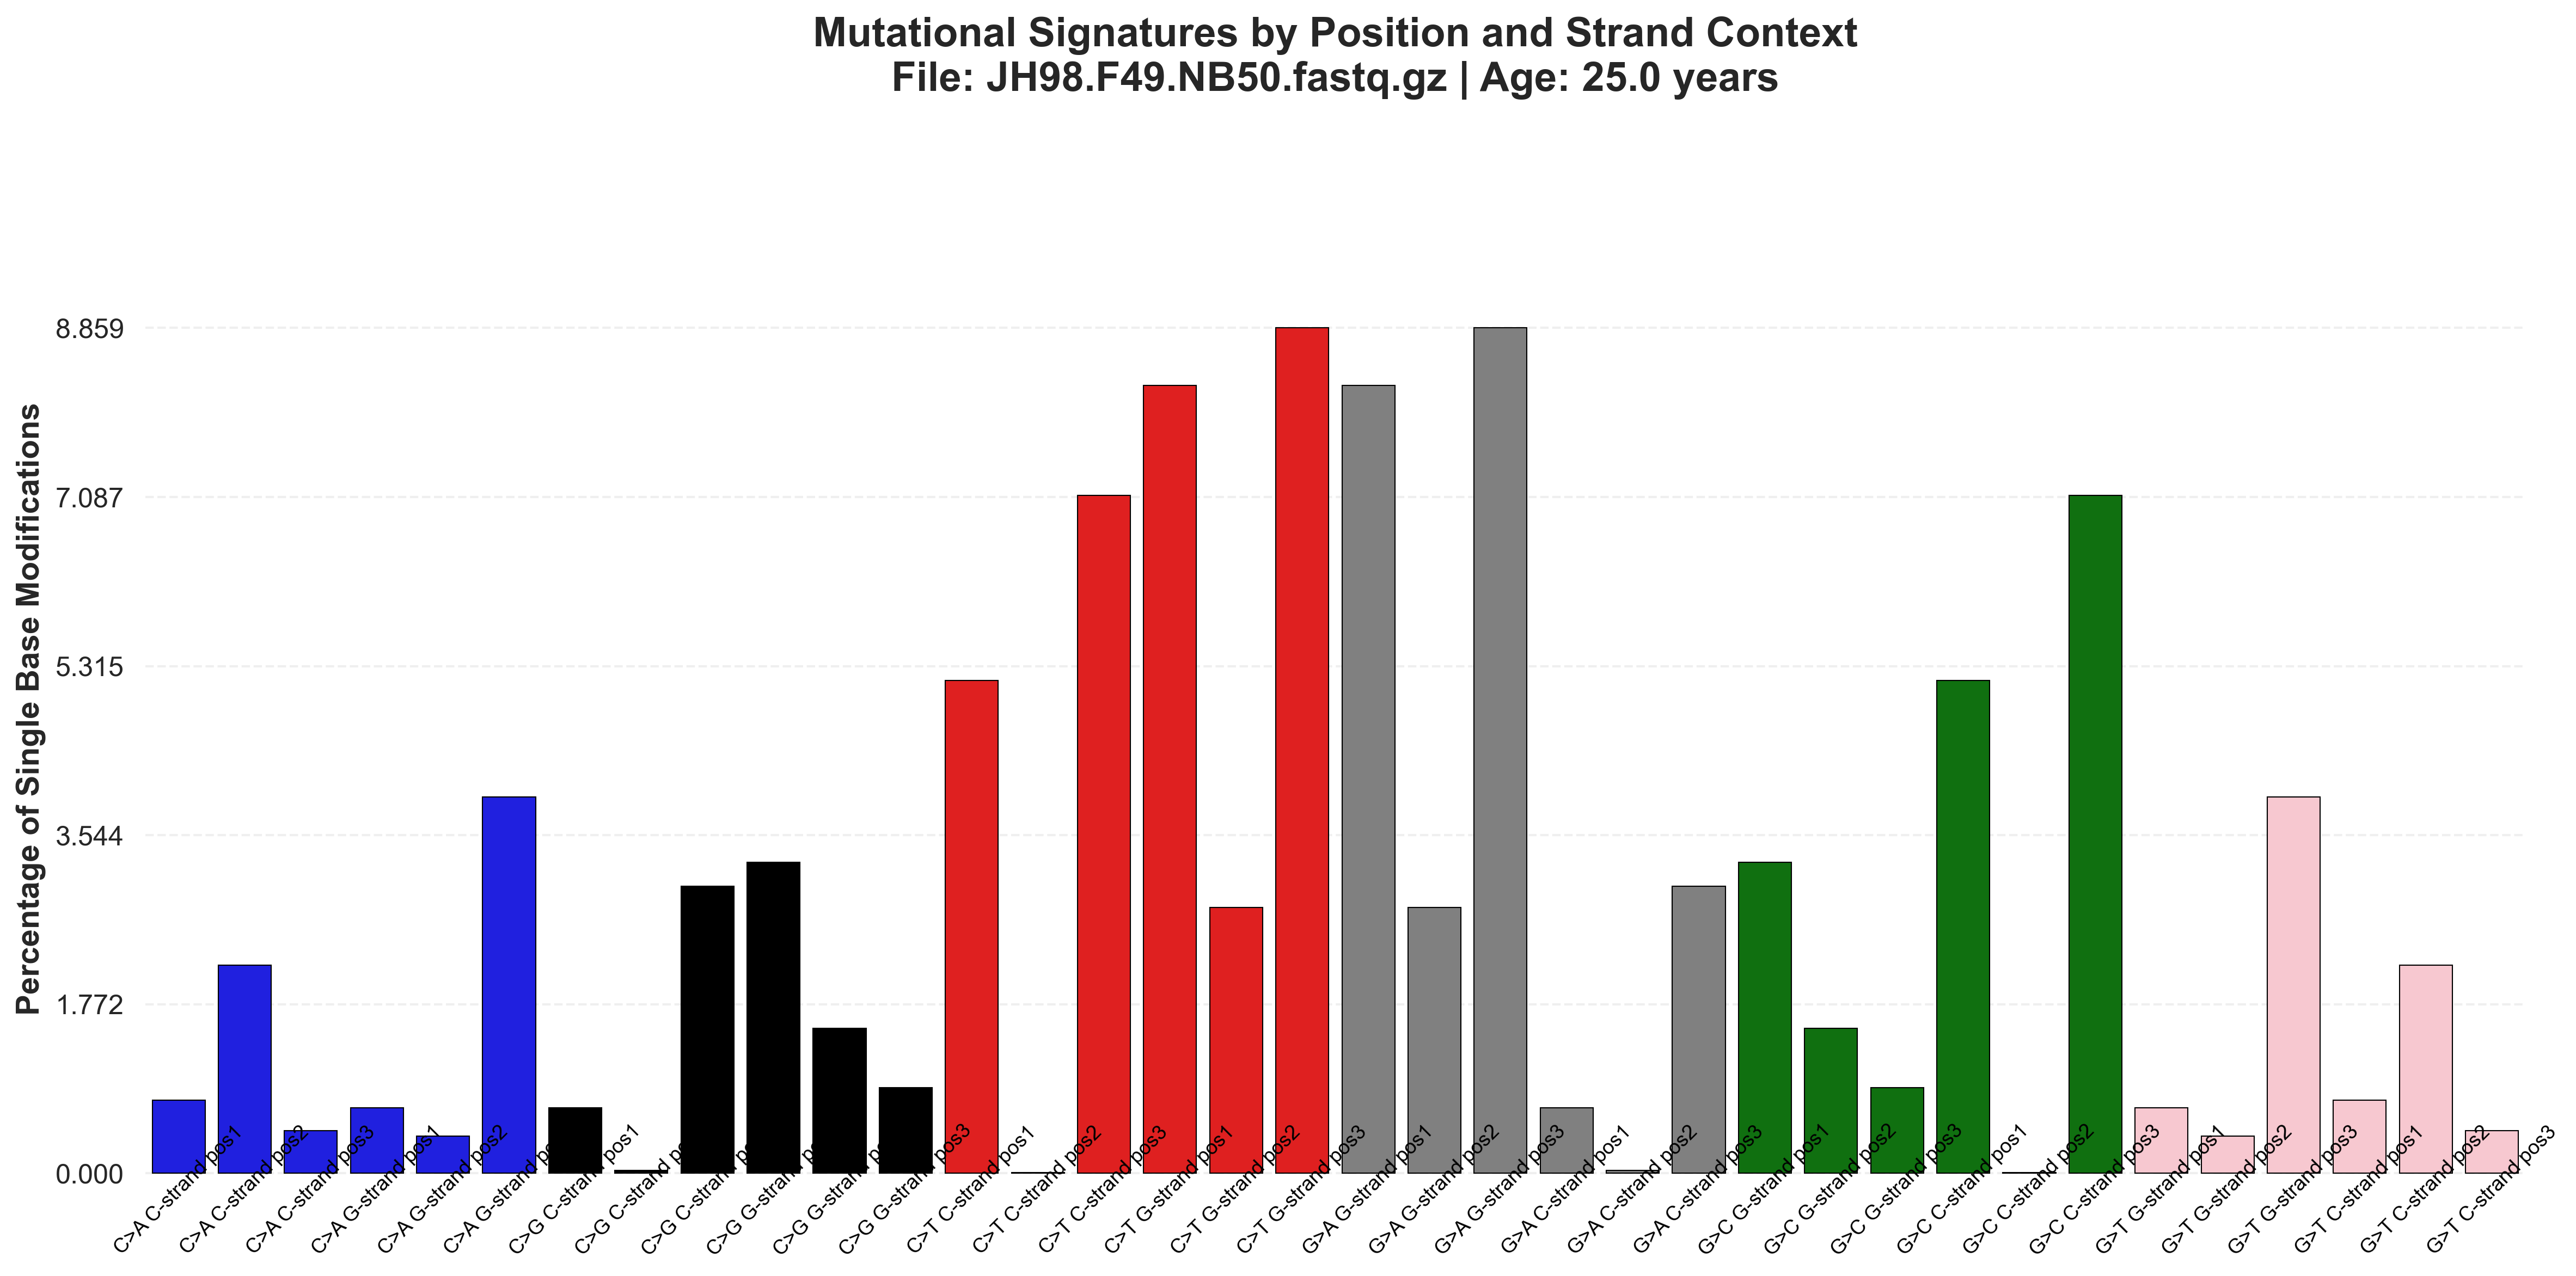 Mutational Signatures by Position and Strand Context
File: JH98.F49.NB50.fastq.gz | Age: 25.0 years
Percentage of Single Base Modifications
8.859
7.087
5.315
3.544
1.772
0.000
C>A C-strand pos1
C>A C-strand pos2
C>A C-strand pos3
C>A G-strand pos1
C>A G-strand pos2
C>A G-strand pos3
C>G C-strand pos1
C>G C-strand pos2
C>G C-strand pos3
C>G G-strand pos1
C>G G-strand pos2
C>G G-strand pos3
C>T C-strand pos1
C>T C-strand pos2
C>T C-strand pos3
C>T G-strand pos1
C>T G-strand pos2
C>T G-strand pos3
G>A G-strand pos1
G>A G-strand pos2
G>A G-strand pos3
G>A C-strand pos1
G>A C-strand pos2
G>A C-strand pos3
G>C G-strand pos1
G>C G-strand pos2
G>C G-strand pos3
G>C C-strand pos1
G>C C-strand pos2
G>C C-strand pos3
G>T G-strand pos1
G>T G-strand pos2
G>T G-strand pos3
G>T C-strand pos1
G>T C-strand pos2
G>T C-strand pos3